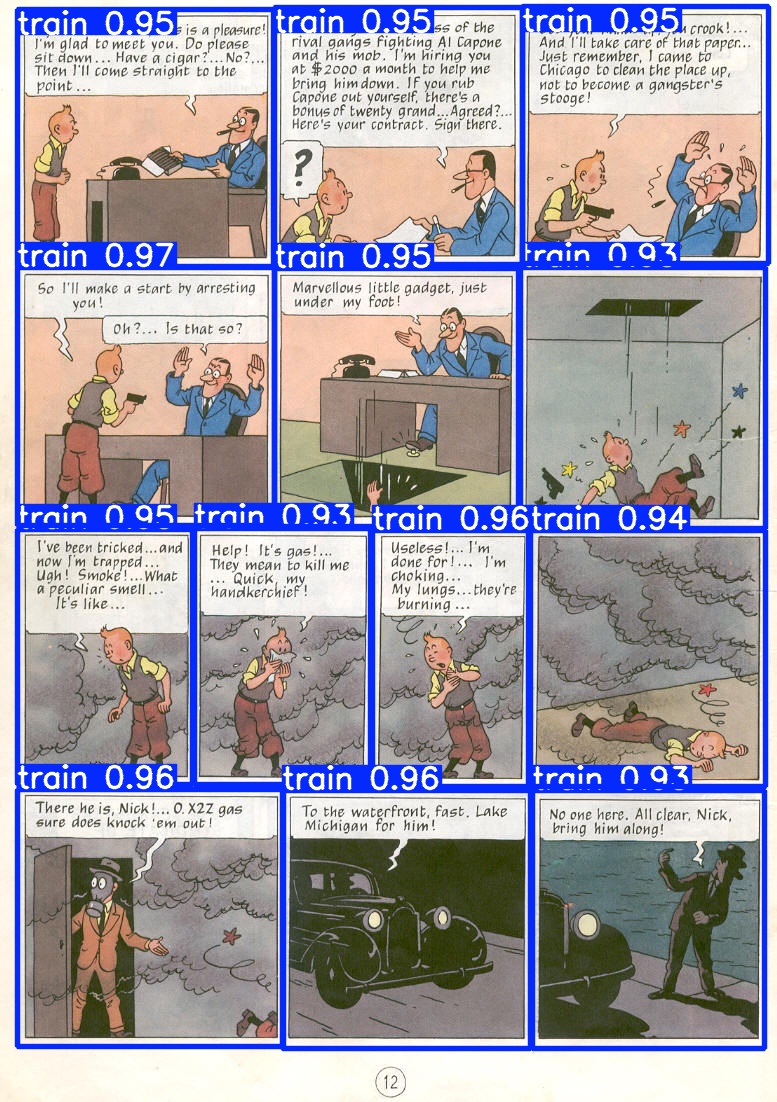 train 0.95
is a pleasure!
I'm glad to meet you. Do please
sit down... Have a cigar?... No?...
Then I'll come straight to the
point...
train 0.95
of the
rival gangs fighting Al Capone
and his mob. I'm hiring you
at $2000 a month to help me
bring him down. If you rub
Capone out yourself, there's a
bonus of twenty grand... Agreed?...
Here's your contract. Sign there.
?
train 0.95
crook!...
And I'll take care of that paper...
Just remember, I came to
Chicago to clean the place up,
not to become a gangster's
stooge!
train 0.97
So I'll make a start by arresting
you!
Oh?... Is that so?
train 0.95
Marvellous little gadget, just
under my foot!
train 0.93
train 0.95
I've been tricked...and
now I'm trapped...
Ugh! Smoke!...What
a peculiar smell...
It's like...
train 0.93
Help! It's gas!...
They mean to kill me
... Quick, my
handkerchief!
train 0.96
Useless!... I'm
done for!... I'm
choking...
My lungs...they're
burning...
train 0.94
train 0.96
There he is, Nick!... O.X2Z gas
sure does knock 'em out!
train 0.96
To the waterfront, fast. Lake
Michigan for him!
train 0.93
No one here. All clear, Nick,
bring him along!
12